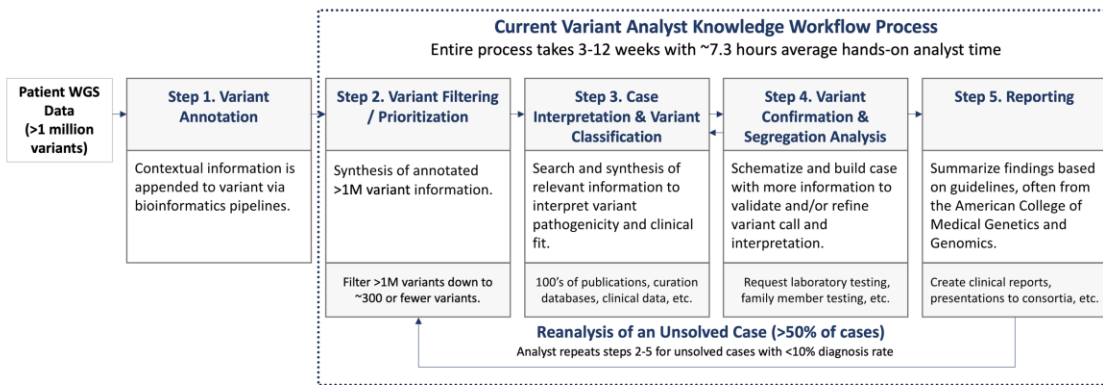 Current Variant Analyst Knowledge Workflow Process
Entire process takes 3-12 weeks with ~7.3 hours average hands-on analyst time
Patient WGS
Data
(>1 million
variants)
Step 1. Variant
Annotation
Contextual information is
appended to variant via
bioinformatics pipelines.
Step 2. Variant Filtering
/ Prioritization
Synthesis of annotated
>1M variant information.
Filter >1M variants down to
~300 or fewer variants.
Step 3. Case
Interpretation & Variant
Classification
Search and synthesis of
relevant information to
interpret variant
pathogenicity and clinical
fit.
100's of publications, curation
databases, clinical data, etc.
Step 4. Variant
Confirmation &
Segregation Analysis
Schematize and build case
with more information to
validate and/or refine
variant call and
interpretation.
Request laboratory testing,
family member testing, etc.
Step 5. Reporting
Summarize findings based
on guidelines, often from
the American College of
Medical Genetics and
Genomics.
Create clinical reports,
presentations to consortia, etc.
Reanalysis of an Unsolved Case (>50% of cases)
Analyst repeats steps 2-5 for unsolved cases with <10% diagnosis rate